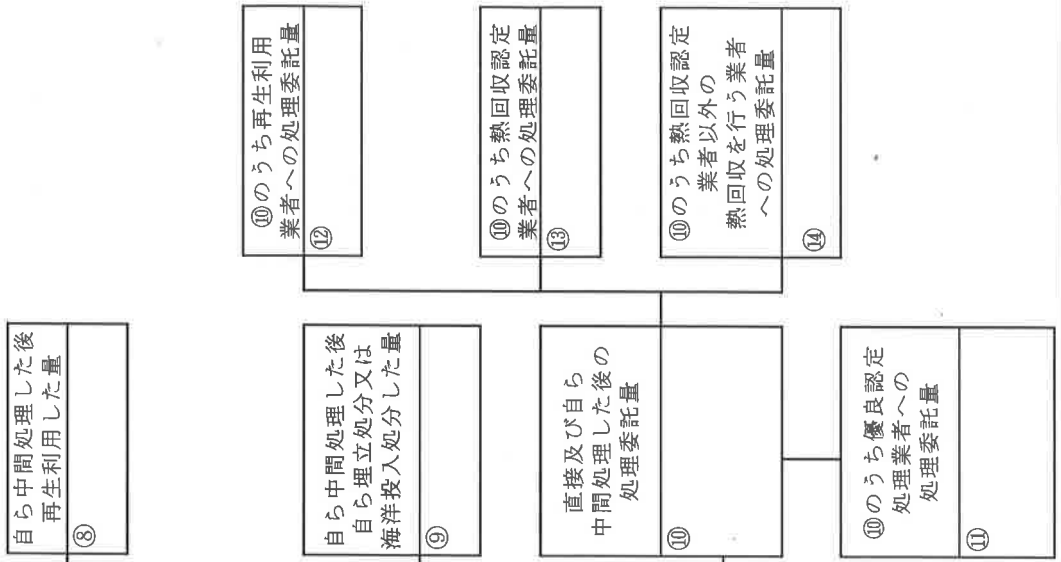 自ら中間処理した後
再生利用した量
⑧
自ら中間処理した後
自ら埋立処分又は
海洋投入処分した量
⑨
直接及び自ら
中間処理した後の
処理委託量
⑩
⑩のうち優良認定
処理業者への
処理委託量
⑪
⑩のうち再生利用
業者への処理委託量
⑫
⑩のうち熱回収認定
業者への処理委託量
⑬
⑩のうち熱回収認定
業者以外の
熱回収を行う業者
への処理委託量
⑭